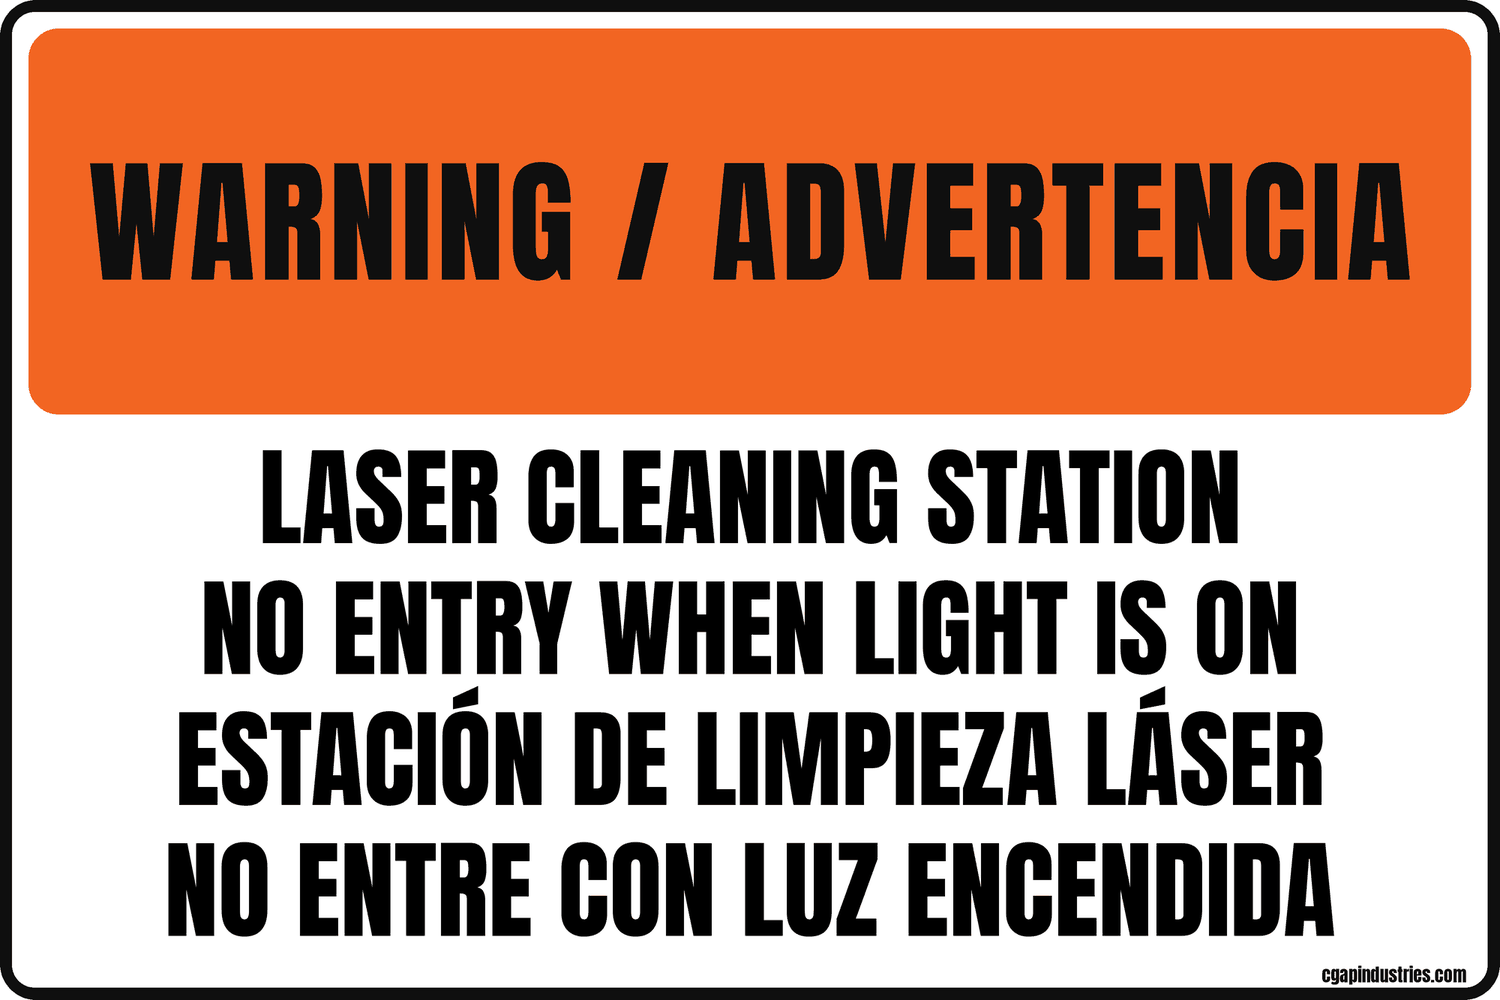 WARNING / ADVERTENCIA
LASER CLEANING STATION
NO ENTRY WHEN LIGHT IS ON
ESTACIÓN DE LIMPIEZA LÁSER
NO ENTRE CON LUZ ENCENDIDA
cgapindustries.com